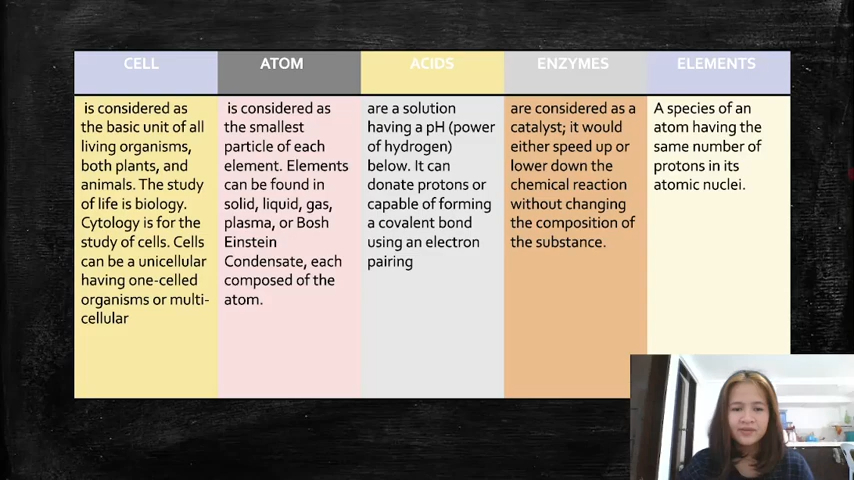 CELL
is considered as
the basic unit of all
living organisms,
both plants, and
animals. The study
of life is biology.
Cytology is for the
study of cells. Cells
can be a unicellular
having one-celled
organisms or multi-
cellular
ATOM
is considered as
the smallest
particle of each
element. Elements
can be found in
solid, liquid, gas,
plasma, or Bosh
Einstein
Condensate, each
composed of the
atom.
ACIDS
are a solution
having a pH (power
of hydrogen)
below. It can
donate protons or
capable of forming
a covalent bond
using an electron
pairing
ENZYMES
are considered as a
catalyst; it would
either speed up or
lower down the
chemical reaction
without changing
the composition of
the substance.
ELEMENTS
A species of an
atom having the
same number of
protons in its
atomic nuclei.